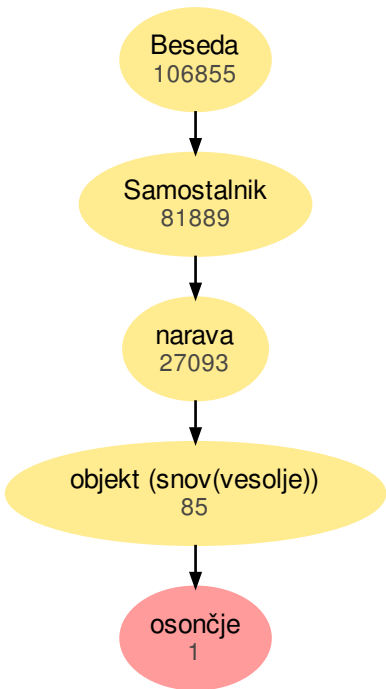 Beseda
106855
Samostalnik
81889
narava
27093
objekt (snov(vesolje))
85
osončje
1